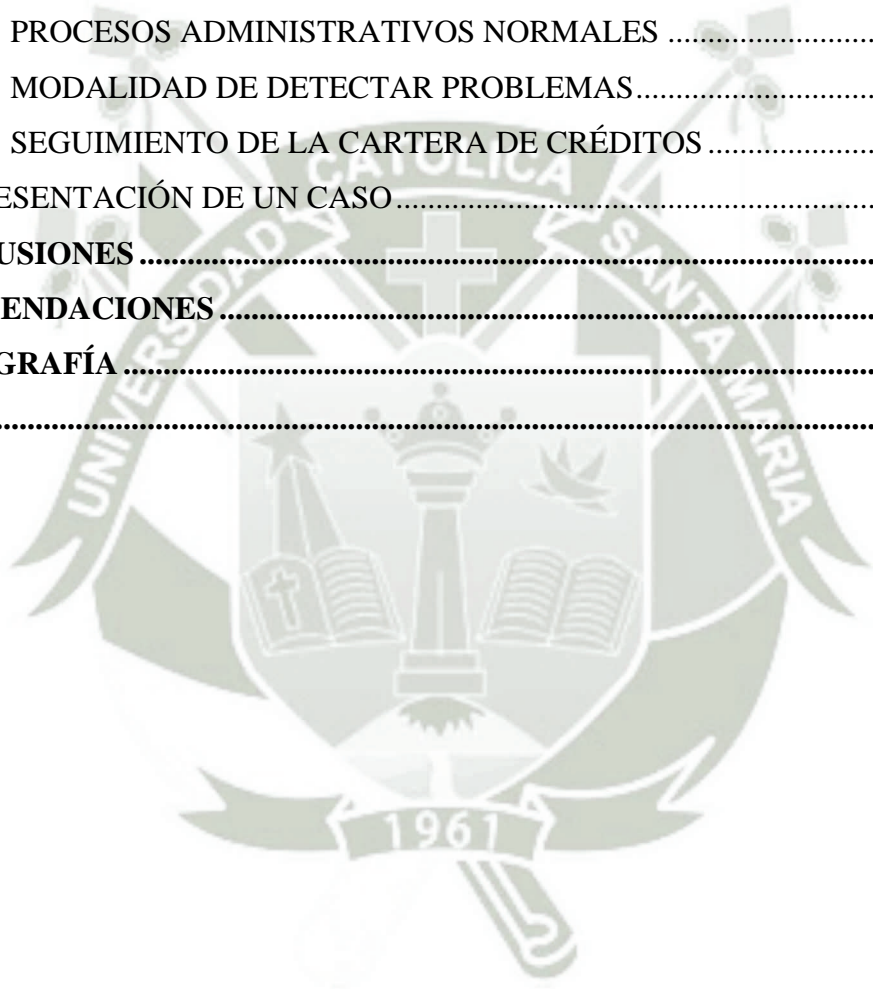 PROCESOS ADMINISTRATIVOS NORMALES ........................
MODALIDAD DE DETECTAR PROBLEMAS ............................
SEGUIMIENTO DE LA CARTERA DE CRÉDITOS ...................
ESENTACIÓN DE UN CASO ......................................................
USIONES ...........................................................................................
ENDACIONES .................................................................................
GRAFÍA .............................................................................................
UNIVERSIDAD CATOLICA SANTA MARIA
1961